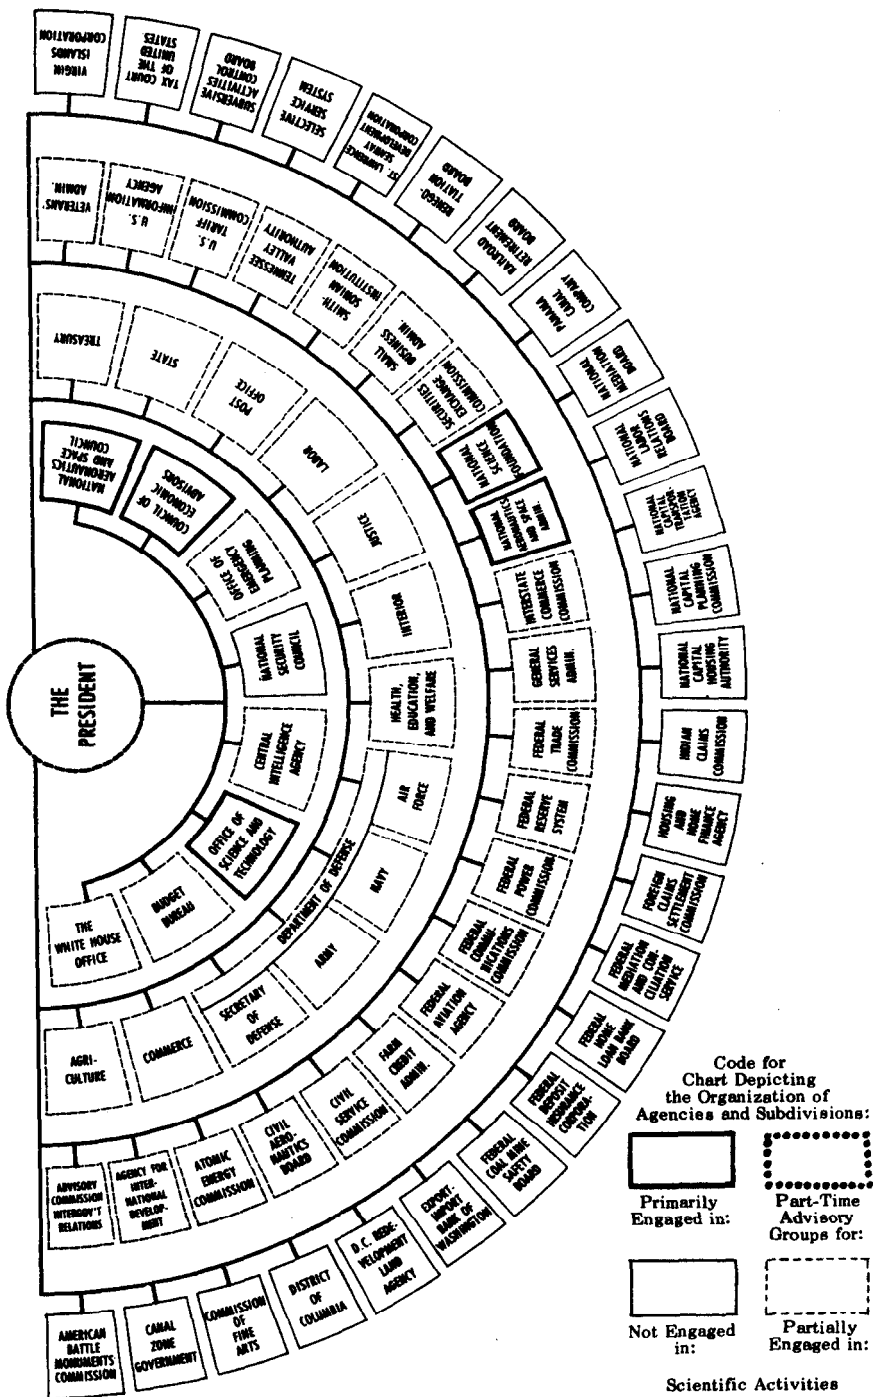 THE
PRESIDENT
NATIONAL
AERONAUTICS
AND SPACE
COUNCIL
COUNCIL OF
ECONOMIC
ADVISORS
OFFICE OF
EMERGENCY
PLANNING
NATIONAL
SECURITY
COUNCIL
CENTRAL
INTELLIGENCE
AGENCY
OFFICE OF
SCIENCE AND
TECHNOLOGY
BUDGET
BUREAU
THE
WHITE HOUSE
OFFICE
TREASURY
STATE
POST
OFFICE
LABOR
JUSTICE
INTERIOR
HEALTH,
EDUCATION,
AND WELFARE
DEPARTMENT OF DEFENSE
AIR
FORCE
NAVY
ARMY
SECRETARY
OF
DEFENSE
COMMERCE
AGRI-
CULTURE
VETERANS'
ADMIN.
U.S.
INFORMATION
AGENCY
U.S.
TARIFF
COMMISSION
TENNESSEE
VALLEY
AUTHORITY
SMITH-
SONIAN
INSTITUTION
SMALL
BUSINESS
ADMIN.
SECURITIES
EXCHANGE
COMMISSION
NATIONAL
SCIENCE
FOUNDATION
NATIONAL
AERONAUTICS
AND SPACE
ADMIN.
INTERSTATE
COMMERCE
COMMISSION
GENERAL
SERVICES
ADMIN.
FEDERAL
TRADE
COMMISSION
FEDERAL
RESERVE
SYSTEM
FEDERAL
POWER
COMMISSION
FEDERAL
COMMU-
NICATIONS
COMMISSION
FEDERAL
AVIATION
AGENCY
FARM
CREDIT
ADMIN.
CIVIL
SERVICE
COMMISSION
CIVIL
AERO-
NAUTICS
BOARD
ATOMIC
ENERGY
COMMISSION
AGENCY FOR
INTER-
NATIONAL
DEVELOP-
MENT
ADVISORY
COMMISSION
INTERGOV'T
RELATIONS
VIRGIN
ISLANDS
CORPORATION
TAX COURT
OF THE
UNITED
STATES
SUBVERSIVE
ACTIVITIES
CONTROL
BOARD
SELECTIVE
SERVICE
SYSTEM
ST. LAWRENCE
SEAWAY
DEVELOPMENT
CORPORATION
RENEGO-
TIATION
BOARD
RAILROAD
RETIREMENT
BOARD
PANAMA
CANAL
COMPANY
NATIONAL
MEDIATION
BOARD
NATIONAL
LABOR
RELATIONS
BOARD
NATIONAL
CAPITAL
TRANSPOR-
TATION
AGENCY
NATIONAL
CAPITAL
PLANNING
COMMISSION
NATIONAL
CAPITAL
HOUSING
AUTHORITY
INDIAN
CLAIMS
COMMISSION
HOUSING
AND
HOME
FINANCE
AGENCY
FOREIGN
CLAIMS
SETTLEMENT
COMMISSION
FEDERAL
MEDIATION
AND CON-
CILIATION
SERVICE
FEDERAL
HOME
LOAN BANK
BOARD
FEDERAL
DEPOSIT
INSURANCE
CORPORA-
TION
FEDERAL
COAL MINE
SAFETY
BOARD
EXPORT-
IMPORT
BANK OF
WASHINGTON
D.C. REDE-
VELOPMENT
LAND
AGENCY
DISTRICT
OF
COLUMBIA
COMMISSION
OF
FINE
ARTS
CANAL
ZONE
GOVERNMENT
AMERICAN
BATTLE
MONUMENTS
COMMISSION
Code for
Chart Depicting
the Organization of
Agencies and Subdivisions:
Primarily
Engaged in:
Part-Time
Advisory
Groups for:
Not Engaged
in:
Partially
Engaged in:
Scientific Activities